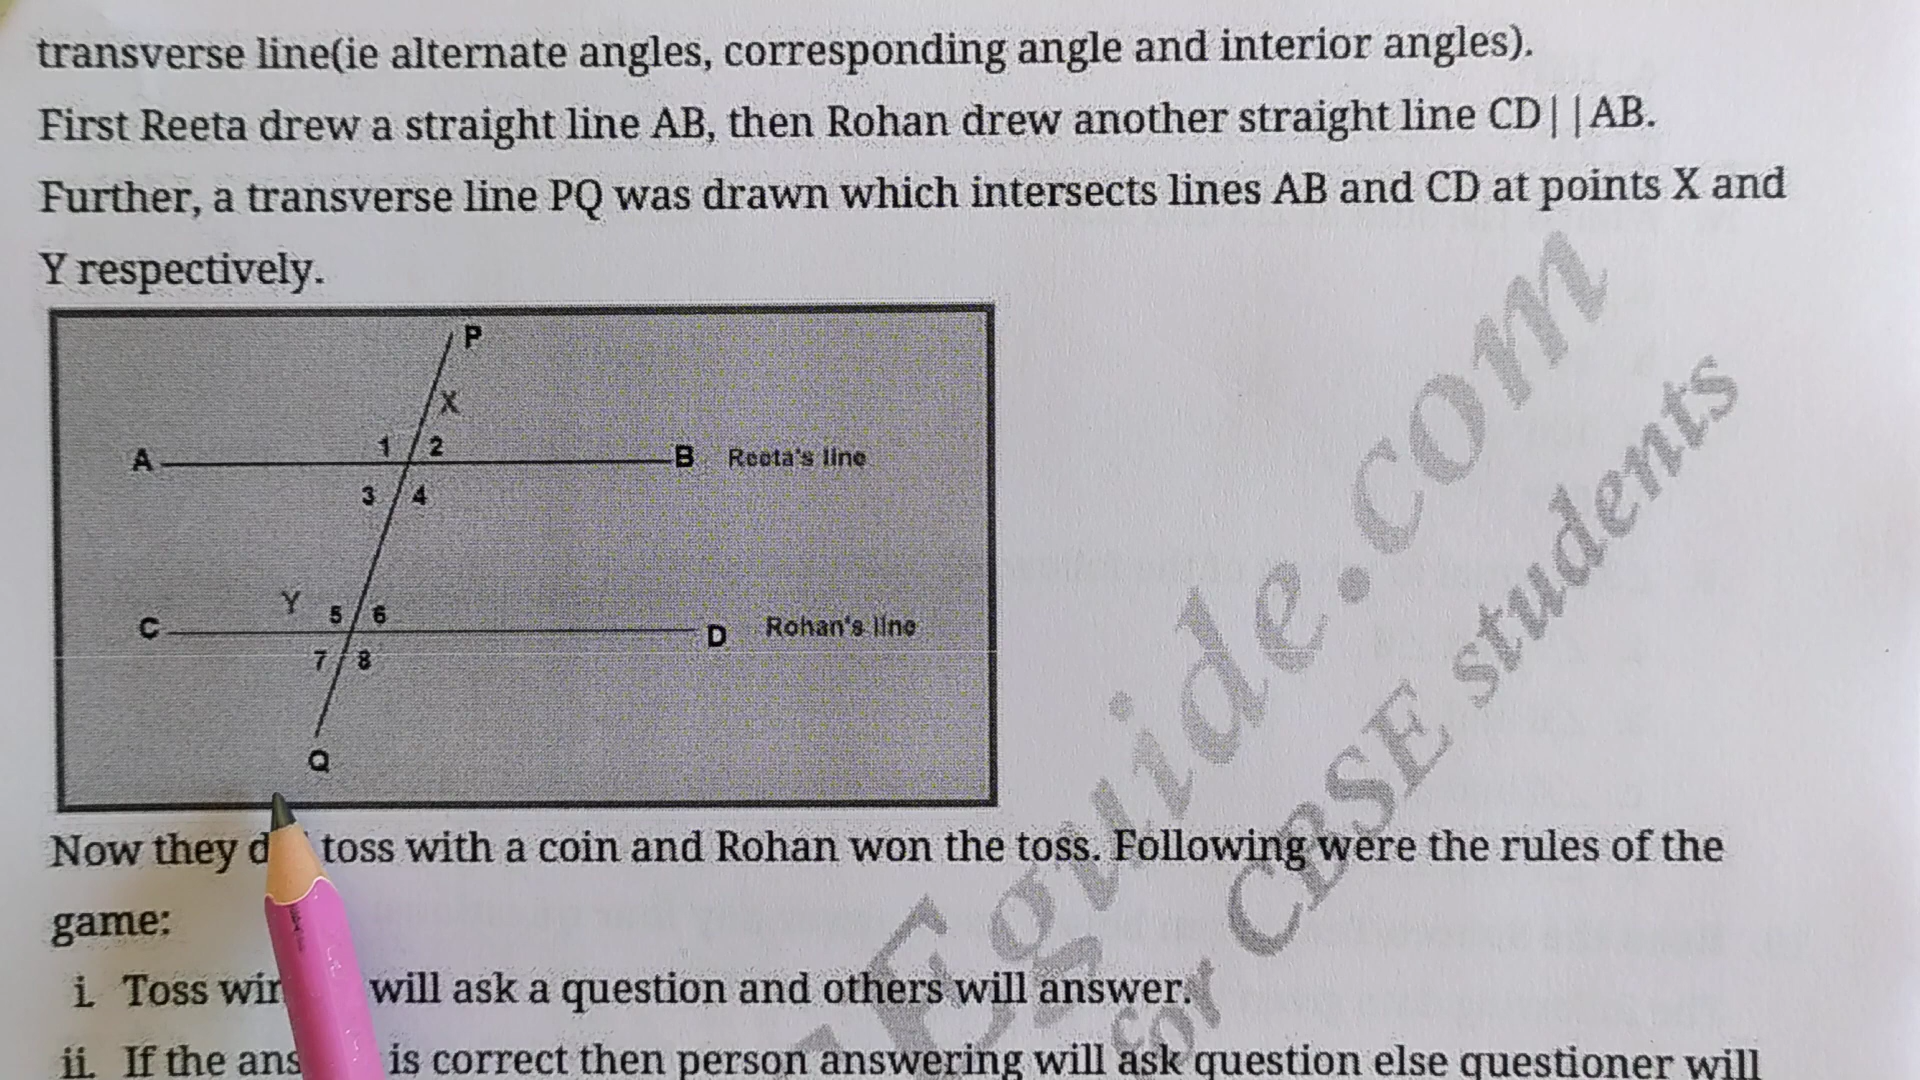 transverse line(ie alternate angles, corresponding angle and interior angles).
First Reeta drew a straight line AB, then Rohan drew another straight line CD||AB.
Further, a transverse line PQ was drawn which intersects lines AB and CD at points X and
Y respectively.
P
X
1 2
A B Reeta's line
3 4
Y 5 6
C D Rohan's line
7 8
Q
Now they toss with a coin and Rohan won the toss. Following were the rules of the
game:
i. Toss will ask a question and others will answer.
ii. If the is correct then person answering will ask question else questioner will
guide.com
for CBSE students